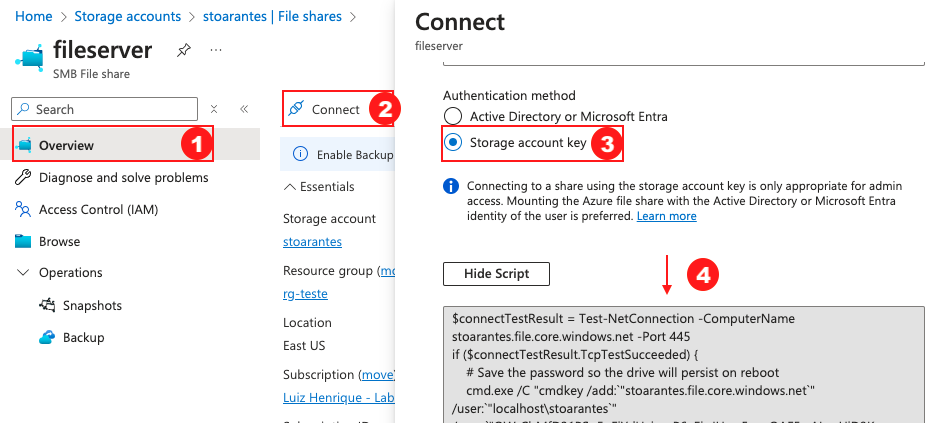 Home > Storage accounts > stoarantes | File shares >
fileserver
SMB File share
Search
1
Overview
Diagnose and solve problems
Access Control (IAM)
Browse
Operations
Snapshots
Backup
Connect
2
Enable Backup
Essentials
Storage account
stoarantes
Resource group (mo
rg-teste
Location
East US
Subscription (move)
Luiz Henrique - Lab
Connect
fileserver
Authentication method
Active Directory or Microsoft Entra
Storage account key
3
Connecting to a share using the storage account key is only appropriate for admin
access. Mounting the Azure file share with the Active Directory or Microsoft Entra
identity of the user is preferred. Learn more
4
Hide Script
$connectTestResult = Test-NetConnection -ComputerName
stoarantes.file.core.windows.net -Port 445
if ($connectTestResult.TcpTestSucceeded) {
# Save the password so the drive will persist on reboot
cmd.exe /C "cmdkey /add:`"stoarantes.file.core.windows.net`"
/user:`"localhost\stoarantes`"